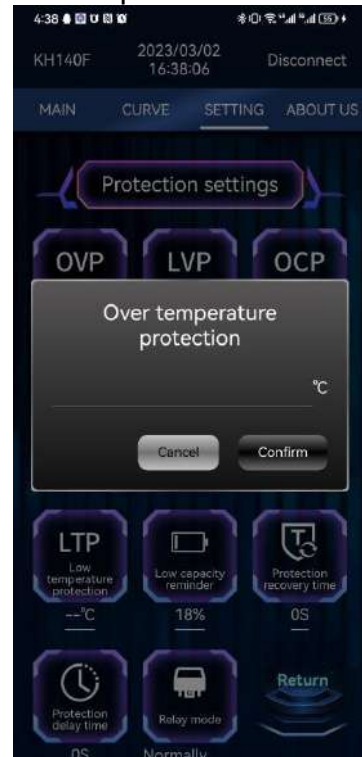 4:38
55
KH140F
2023/03/02
16:38:06
Disconnect
MAIN CURVE SETTING ABOUT US
Protection settings
OVP LVP OCP
Over temperature
protection
°C
Cancel Confirm
LTP
Low
temperature
protection
--°C
Low capacity
reminder
18%
Protection
recovery time
0S
Protection
delay time
0S
Relay mode
Normally
Return